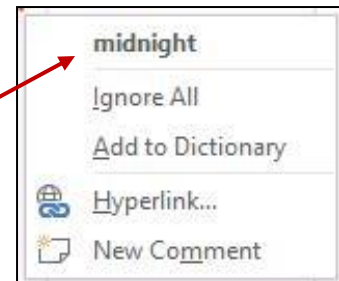 midnight
Ignore All
Add to Dictionary
Hyperlink...
New Comment